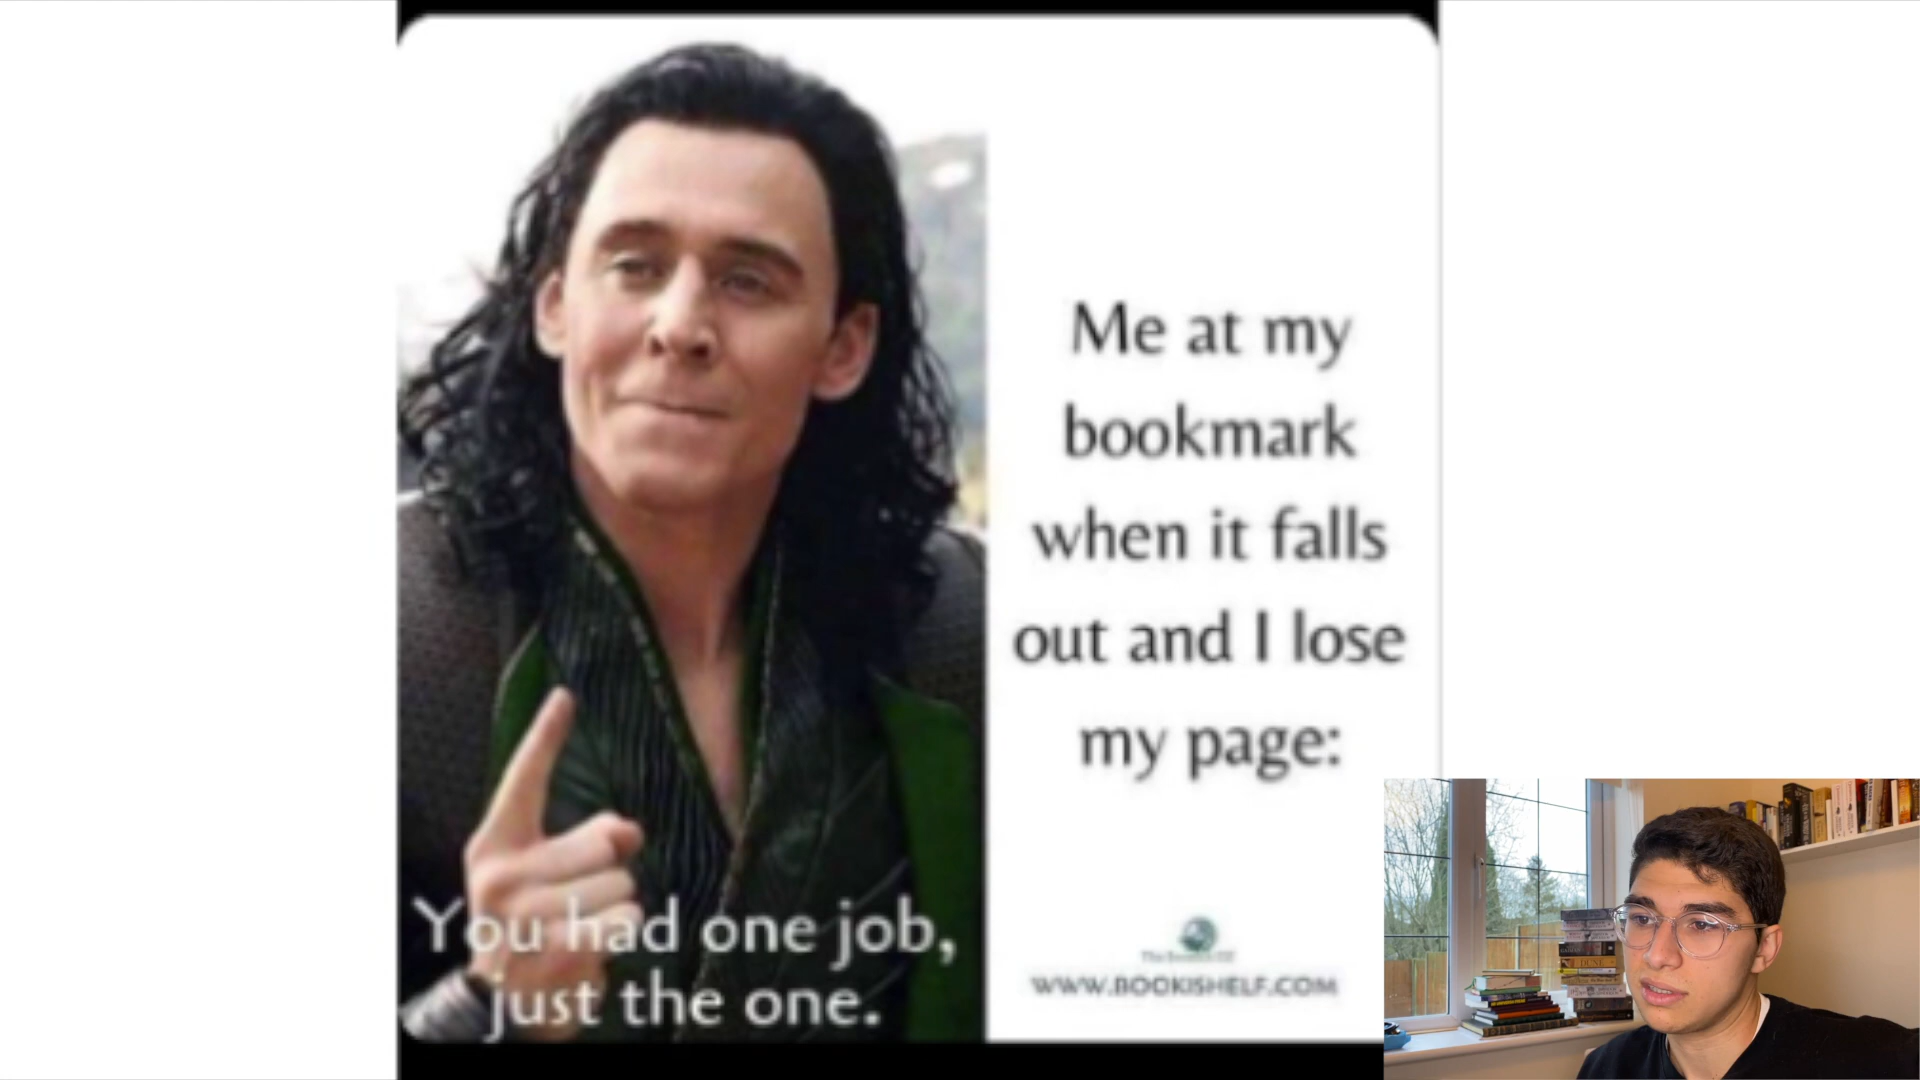 Me at my
bookmark
when it falls
out and I lose
my page:
You had one job,
just the one.
WWW.BOOKISHELF.COM
DUNE